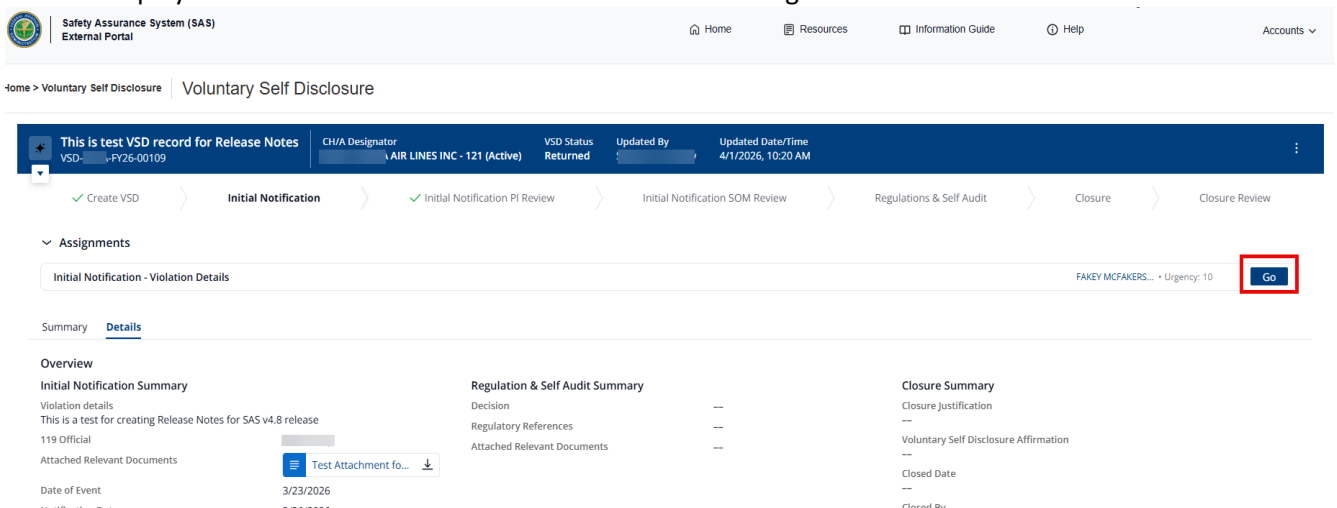 Safety Assurance System (SAS)
External Portal
Home
Resources
Information Guide
Help
Accounts
Home > Voluntary Self Disclosure
Voluntary Self Disclosure
This is test VSD record for Release Notes
VSD- -FY26-00109
CH/A Designator
AIR LINES INC - 121 (Active)
VSD Status
Returned
Updated By
Updated Date/Time
4/1/2026, 10:20 AM
Create VSD
Initial Notification
Initial Notification PI Review
Initial Notification SOM Review
Regulations & Self Audit
Closure
Closure Review
Assignments
Initial Notification - Violation Details
FAKEY MCFAKERS... • Urgency: 10
Go
Summary Details
Overview
Initial Notification Summary
Violation details
This is a test for creating Release Notes for SAS v4.8 release
119 Official
Attached Relevant Documents
Test Attachment fo...
Date of Event
3/23/2026
Regulation & Self Audit Summary
Decision
––
Regulatory References
––
Attached Relevant Documents
––
Closure Summary
Closure Justification
––
Voluntary Self Disclosure Affirmation
––
Closed Date
––
Closed By